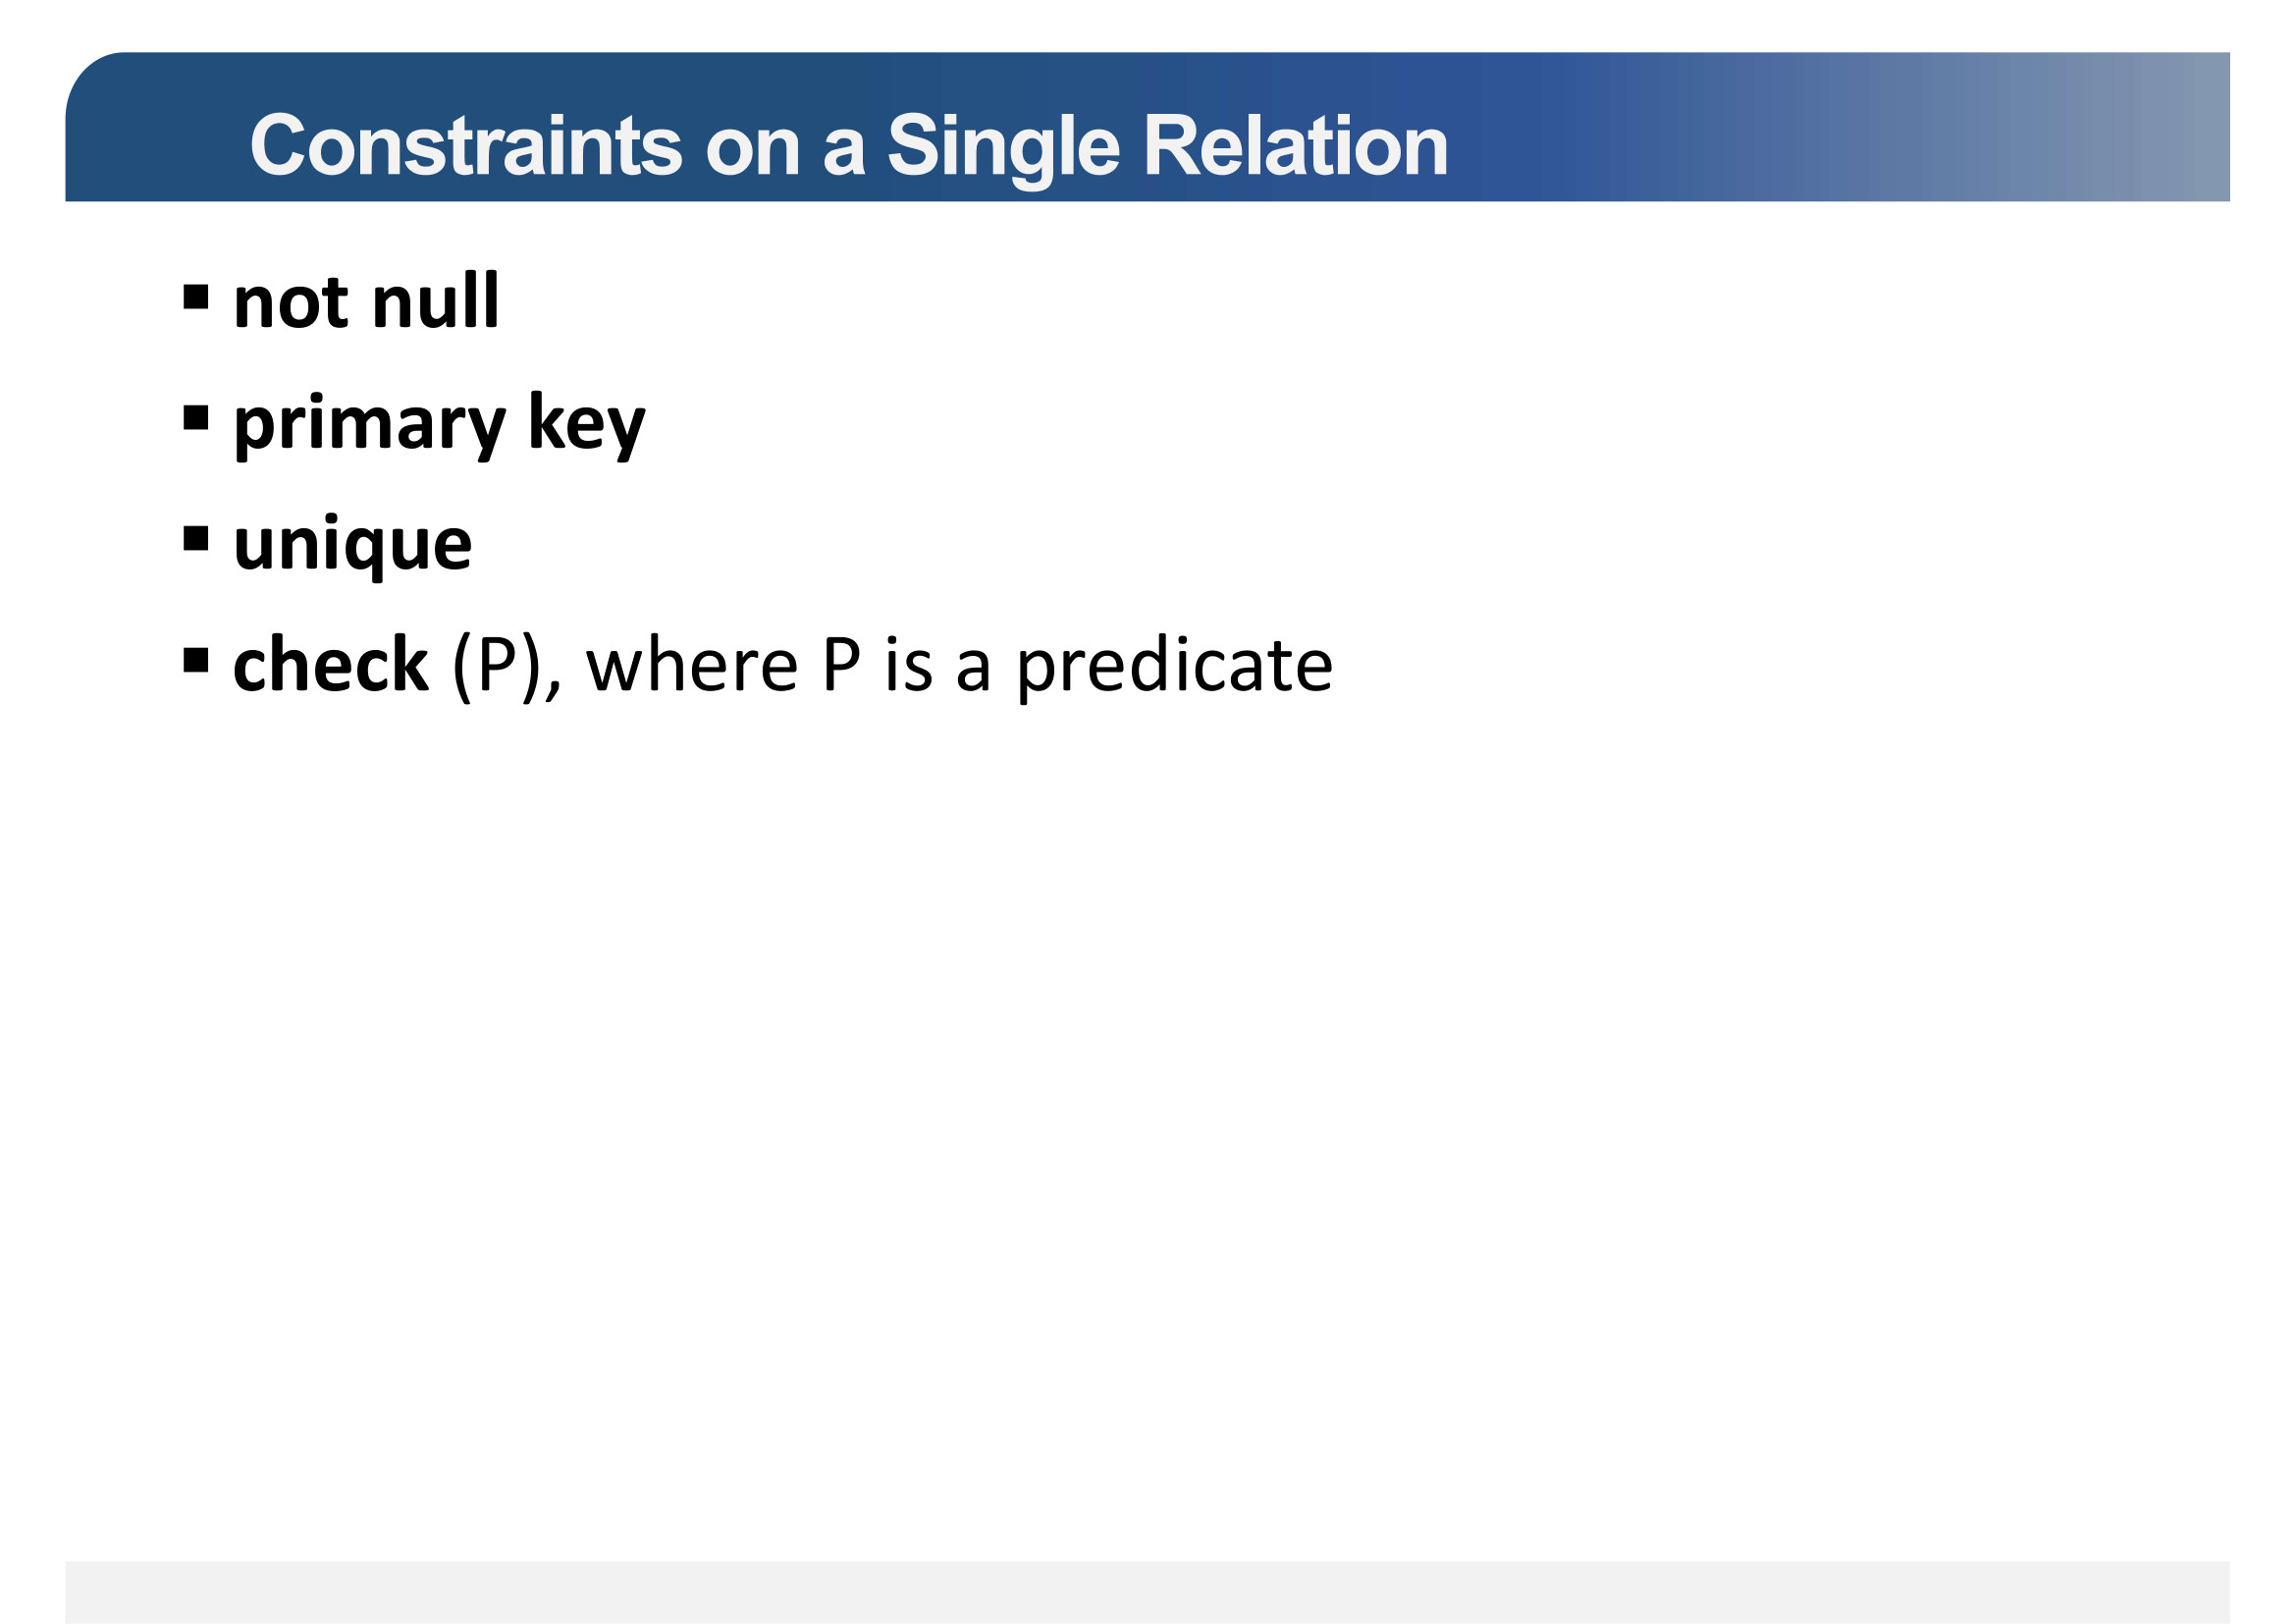 Constraints on a Single Relation
▪ not null
▪ primary key
▪ unique
▪ check (P), where P is a predicate